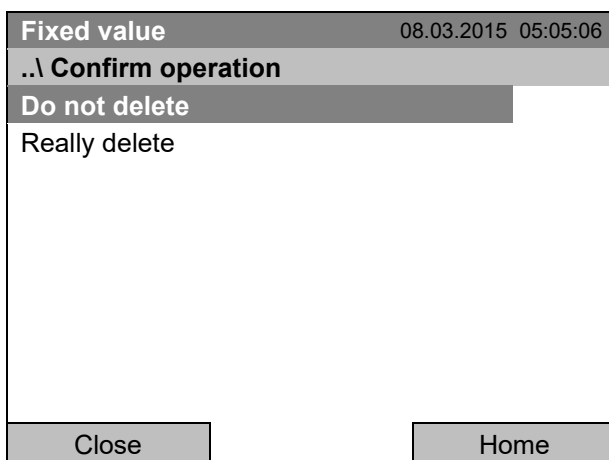 Fixed value 08.03.2015 05:05:06
..\ Confirm operation
Do not delete
Really delete
Close Home